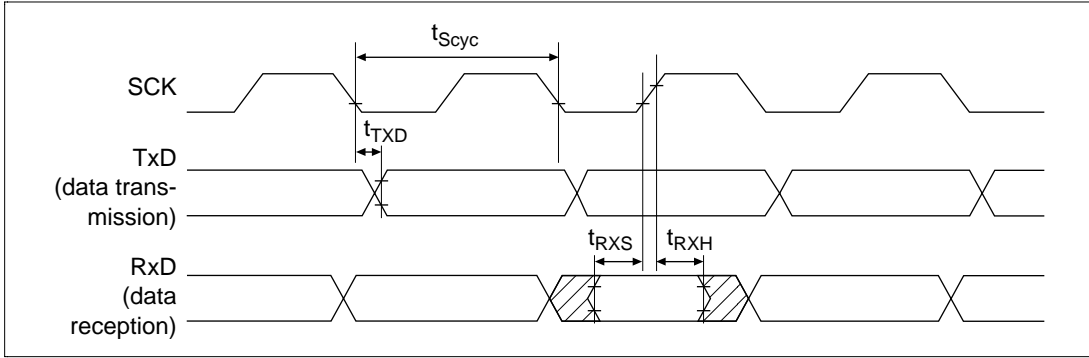 tScyc
SCK
tTXD
TxD
(data trans-
mission)
tRXS
tRXH
RxD
(data
reception)